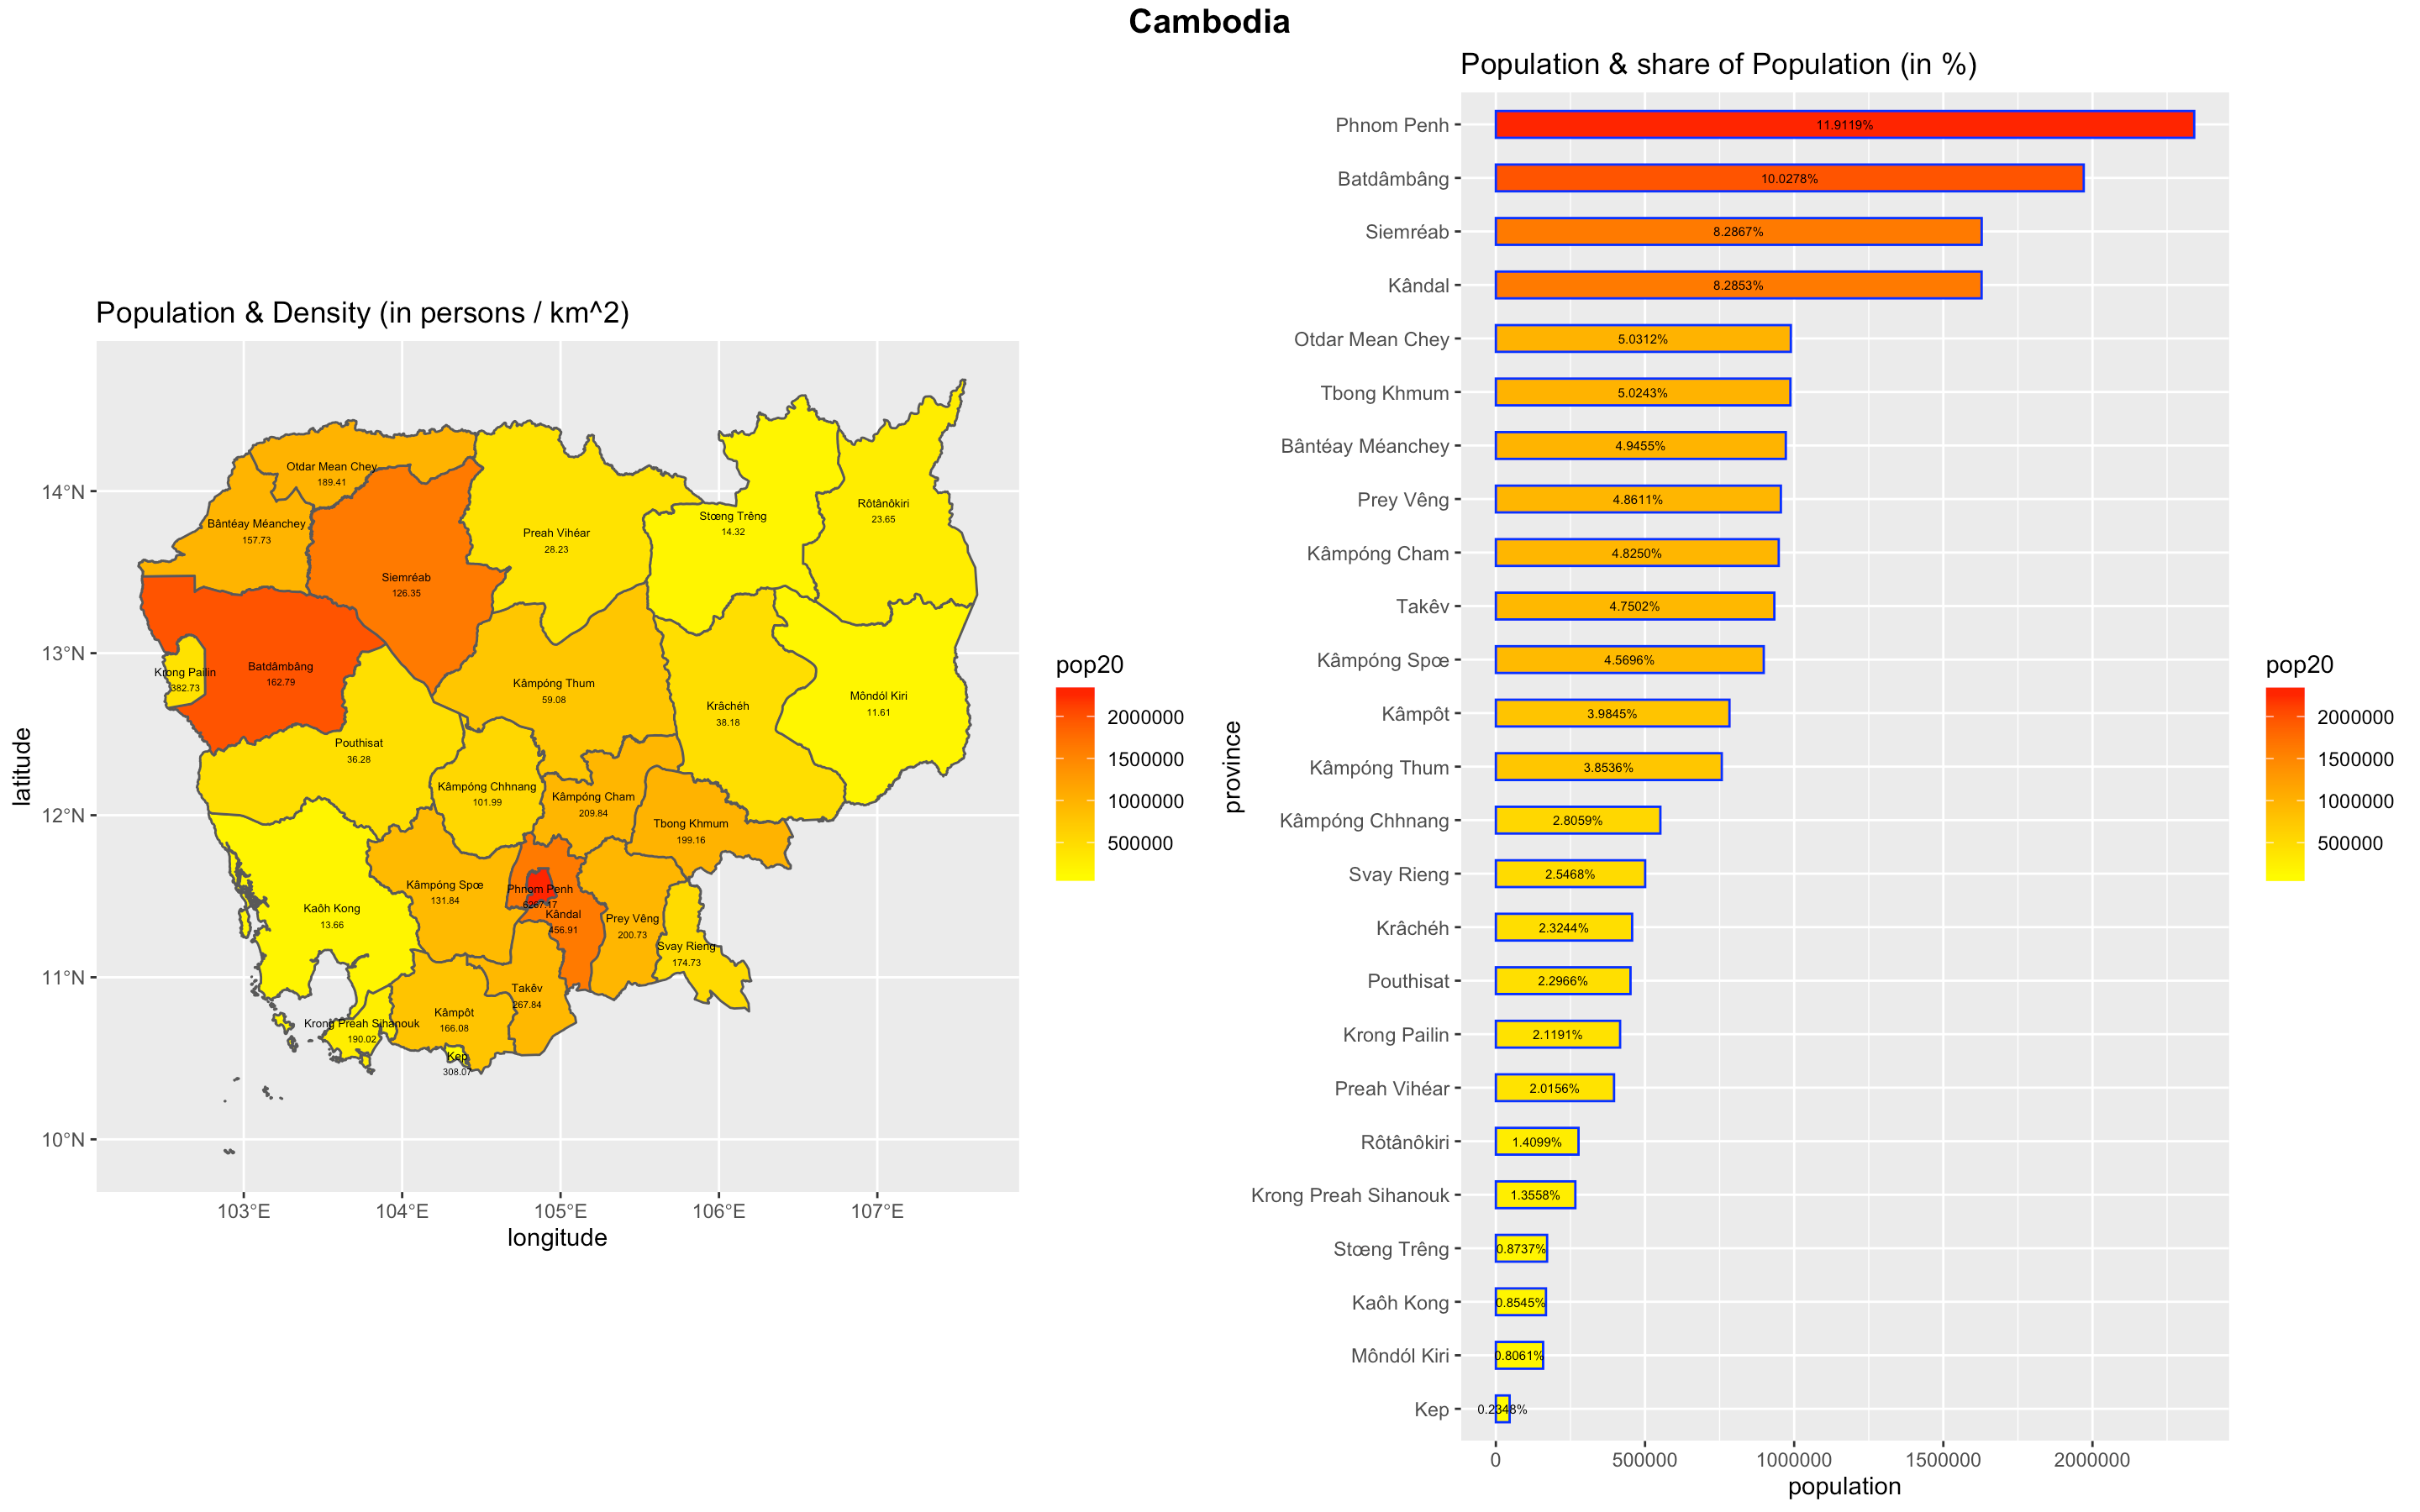 Cambodia
Population & Density (in persons / km^2)
Otdar Mean Chey
189.41
Bântéay Méanchey
157.73
Siemréab
126.35
Preah Vihéar
28.23
Stœng Trêng
14.32
Rôtânôkiri
23.65
Krong Pailin
382.73
Batdâmbâng
162.79
Kâmpóng Thum
59.08
Krâchéh
38.18
Môndól Kiri
11.61
Pouthisat
36.28
Kâmpóng Chhnang
101.99
Kâmpóng Cham
209.84
Tbong Khmum
199.16
Kâmpóng Spœ
131.84
Phnom Penh
6267.17
Kândal
456.91
Prey Vêng
200.73
Svay Rieng
174.73
Kaôh Kong
13.66
Takêv
267.84
Kâmpôt
166.08
Krong Preah Sihanouk
190.02
Kep
308.07
14°N
13°N
12°N
11°N
10°N
latitude
103°E 104°E 105°E 106°E 107°E
longitude
pop20
2000000
1500000
1000000
500000
Population & share of Population (in %)
province
Phnom Penh 11.9119%
Batdâmbâng 10.0278%
Siemréab 8.2867%
Kândal 8.2853%
Otdar Mean Chey 5.0312%
Tbong Khmum 5.0243%
Bântéay Méanchey 4.9455%
Prey Vêng 4.8611%
Kâmpóng Cham 4.8250%
Takêv 4.7502%
Kâmpóng Spœ 4.5696%
Kâmpôt 3.9845%
Kâmpóng Thum 3.8536%
Kâmpóng Chhnang 2.8059%
Svay Rieng 2.5468%
Krâchéh 2.3244%
Pouthisat 2.2966%
Krong Pailin 2.1191%
Preah Vihéar 2.0156%
Rôtânôkiri 1.4099%
Krong Preah Sihanouk 1.3558%
Stœng Trêng 0.8737%
Kaôh Kong 0.8545%
Môndól Kiri 0.8061%
Kep 0.2348%
0 500000 1000000 1500000 2000000
population
pop20
2000000
1500000
1000000
500000